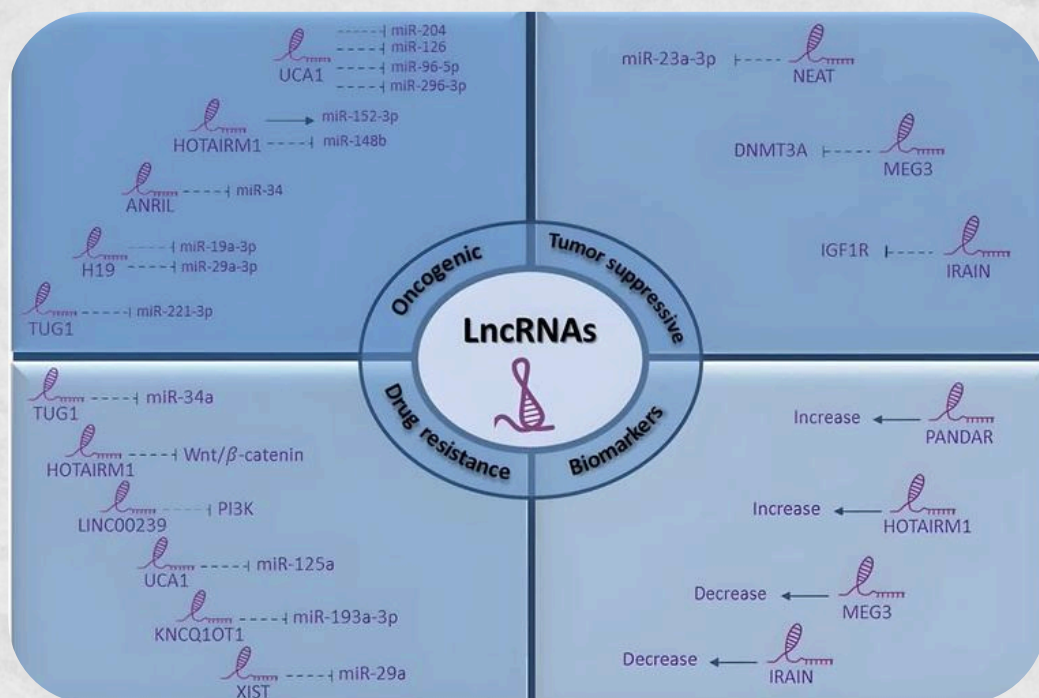 UCA1
miR-204
miR-126
miR-96-5p
miR-296-3p
HOTAIRM1
miR-152-3p
miR-148b
ANRIL
miR-34
H19
miR-19a-3p
miR-29a-3p
TUG1
miR-221-3p
miR-23a-3p
NEAT
DNMT3A
MEG3
IGF1R
IRAIN
Oncogenic
Tumor suppressive
LncRNAs
Drug resistance
Biomarkers
TUG1
miR-34a
HOTAIRM1
Wnt/β-catenin
LINC00239
PI3K
UCA1
miR-125a
KNCQ1OT1
miR-193a-3p
XIST
miR-29a
Increase
PANDAR
Increase
HOTAIRM1
Decrease
MEG3
Decrease
IRAIN